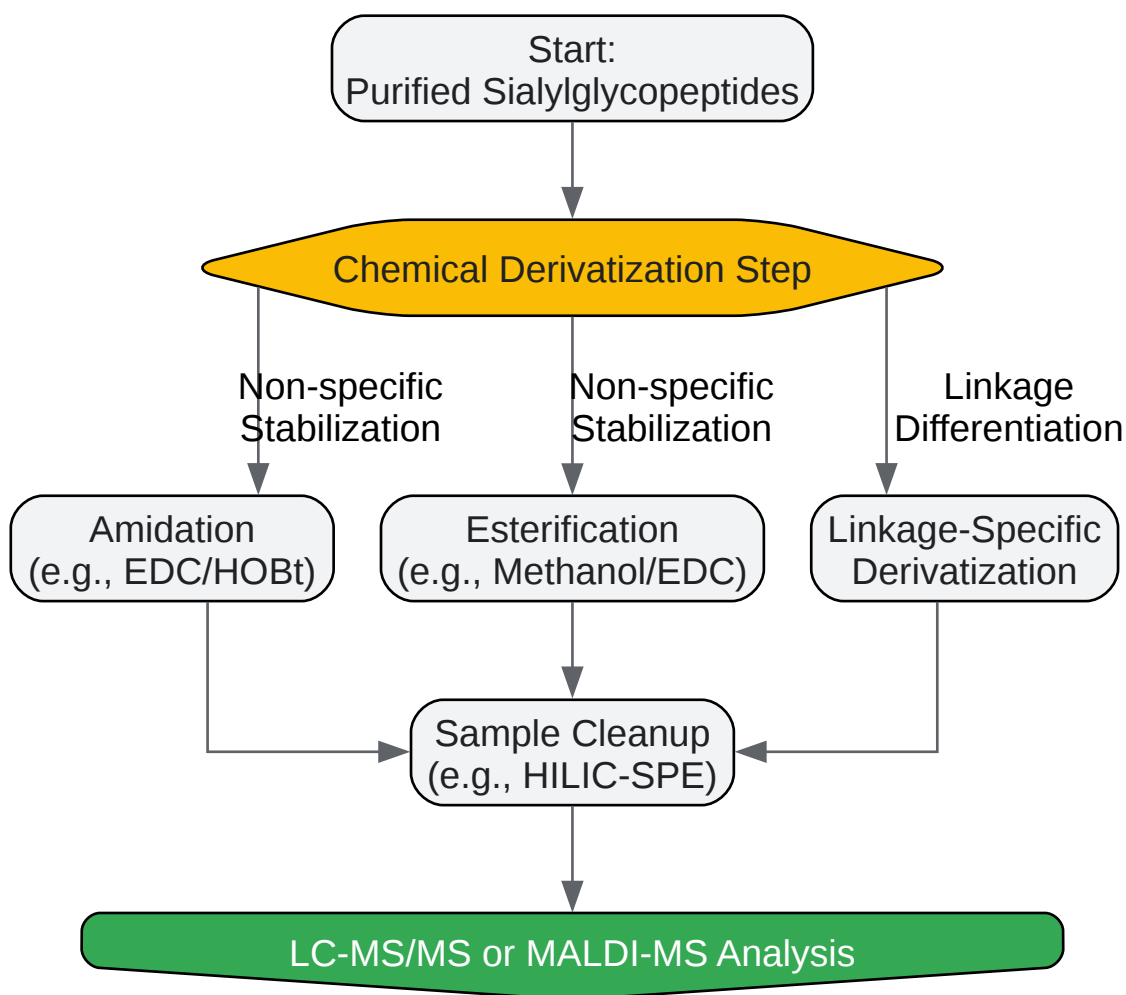 Start:
Purified Sialylglycopeptides
Chemical Derivatization Step
Non-specific
Stabilization
Non-specific
Stabilization
Linkage
Differentiation
Amidation
(e.g., EDC/HOBt)
Esterification
(e.g., Methanol/EDC)
Linkage-Specific
Derivatization
Sample Cleanup
(e.g., HILIC-SPE)
LC-MS/MS or MALDI-MS Analysis